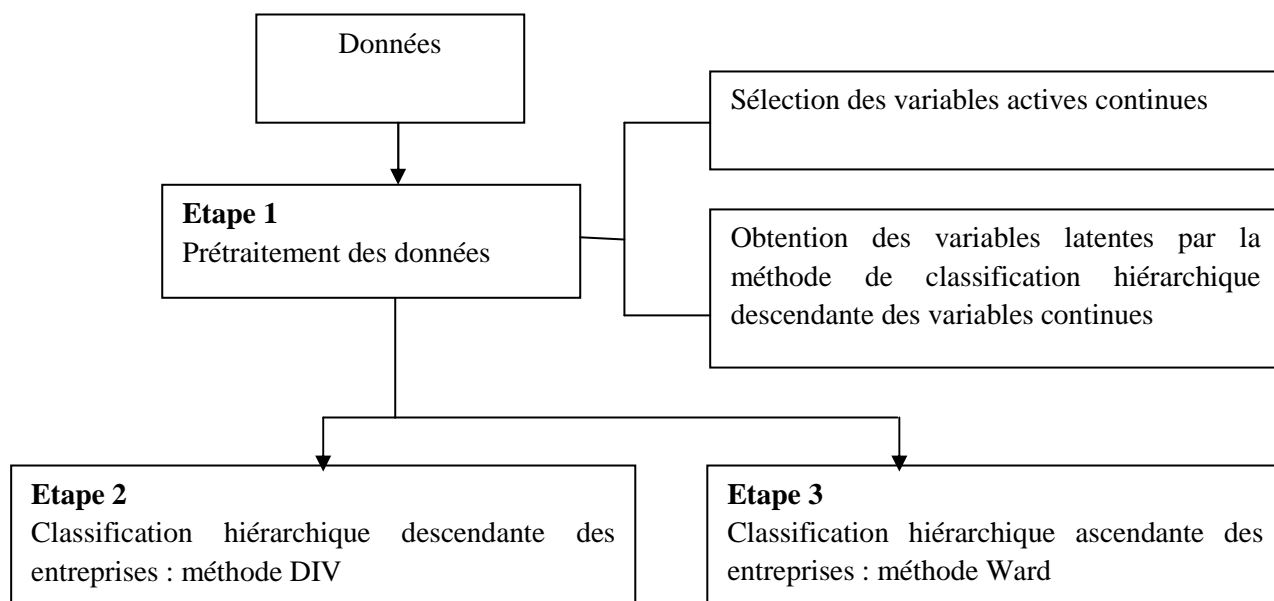 Données
Sélection des variables actives continues
Etape 1
Prétraitement des données
Obtention des variables latentes par la
méthode de classification hiérarchique
descendante des variables continues
Etape 2
Classification hiérarchique descendante des
entreprises : méthode DIV
Etape 3
Classification hiérarchique ascendante des
entreprises : méthode Ward